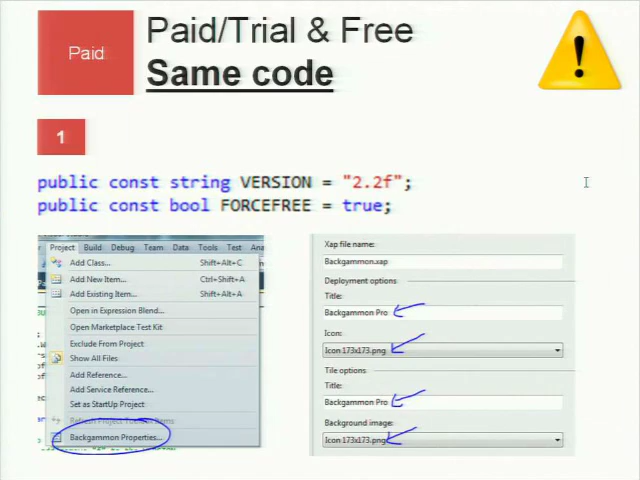 Paid
Paid/Trial & Free
Same code
1
public const string VERSION = "2.2f";
public const bool FORCEFREE = true;
Project Build Debug Team Data Tools Test
Add Class... Shift+Alt+C
Add New Item... Ctrl+Shift+A
Add Existing Item... Shift+Alt+A
Open in Expression Blend...
Open Marketplace Test Kit
Exclude From Project
Show All Files
Add Reference...
Add Service Reference...
Set as StartUp Project
Refresh Project Toolbox Items
Backgammon Properties...
Xap file name:
Backgammon.xap
Deployment options
Title:
Backgammon Pro
Icon:
Icon 173x173.png
Tile options
Title:
Backgammon Pro
Background image:
Icon 173x173.png